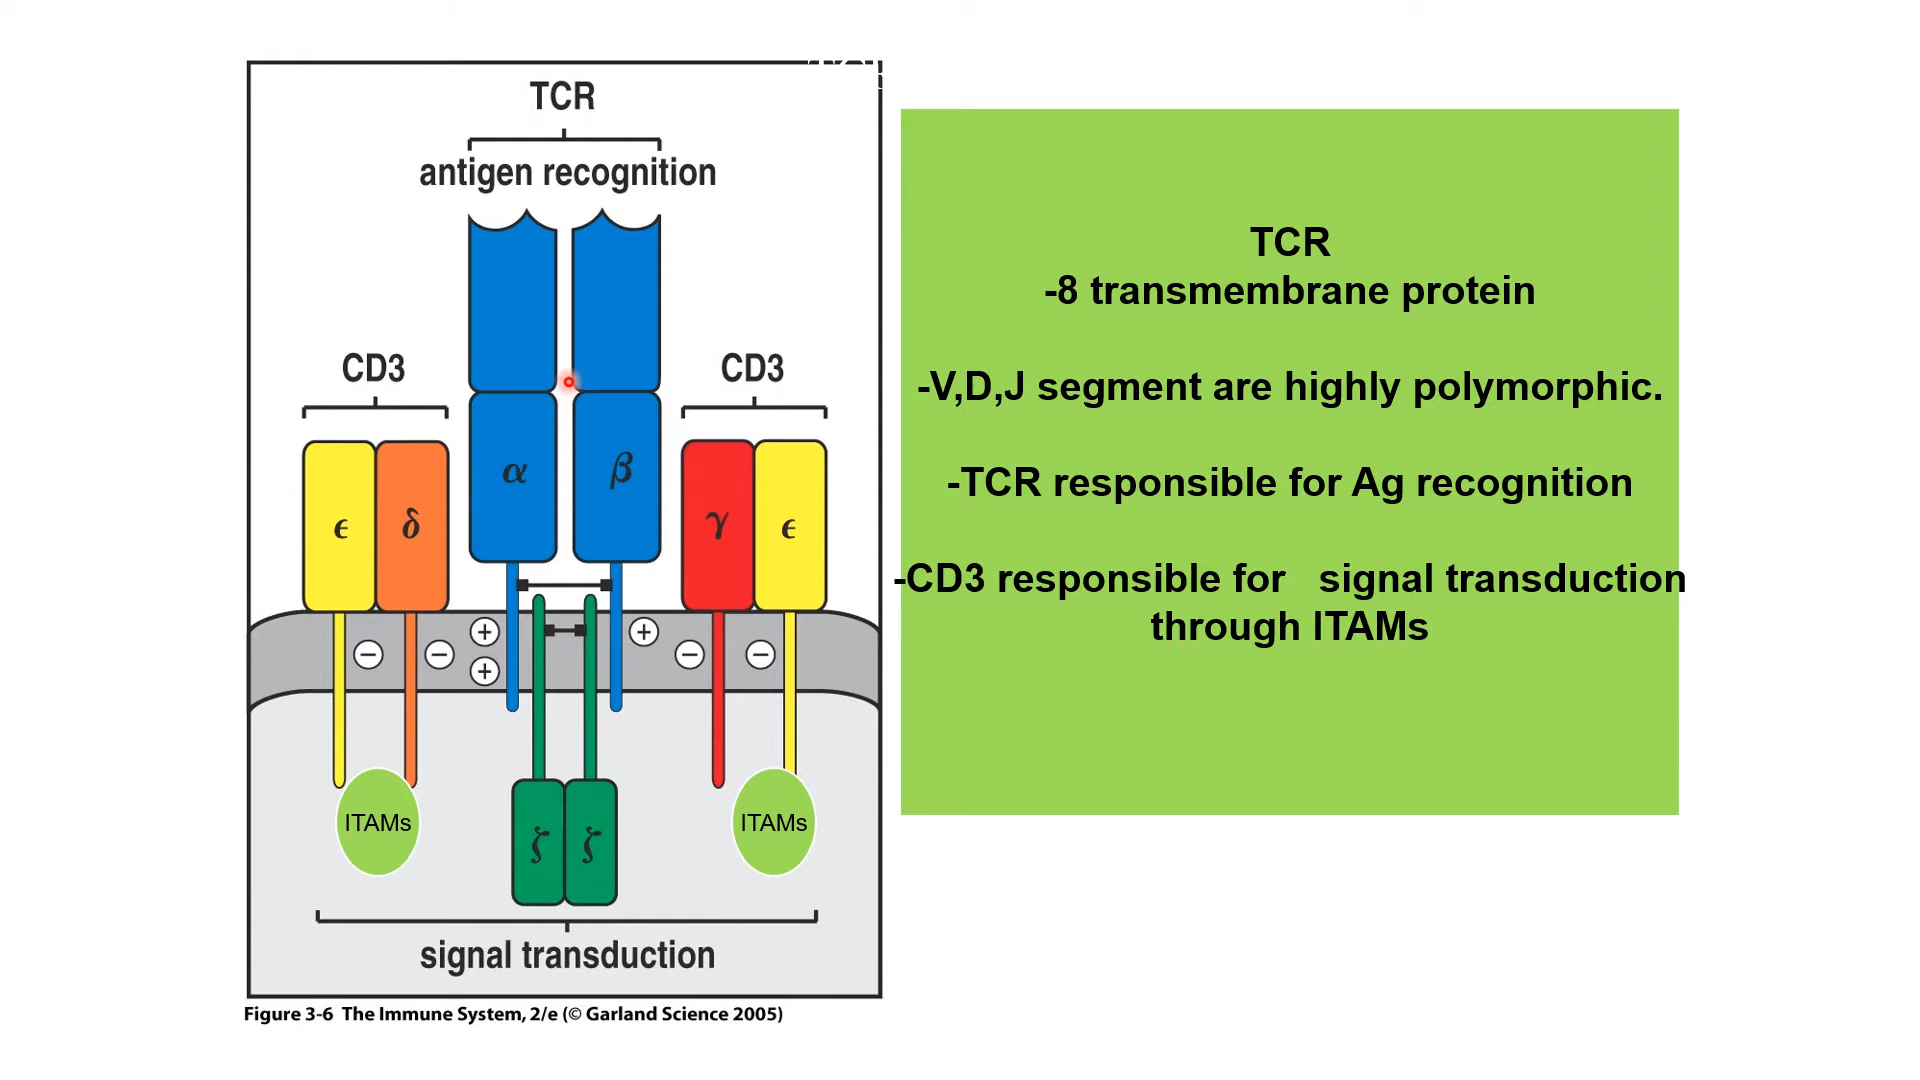 TCR
antigen recognition
CD3
CD3
α
β
ϵ
δ
γ
ϵ
+
+
+
−
−
−
−
ITAMs
ITAMs
ζ
ζ
signal transduction
Figure 3-6 The Immune System, 2/e (© Garland Science 2005)
TCR
-8 transmembrane protein
-V,D,J segment are highly polymorphic.
-TCR responsible for Ag recognition
-CD3 responsible for signal transduction
through ITAMs